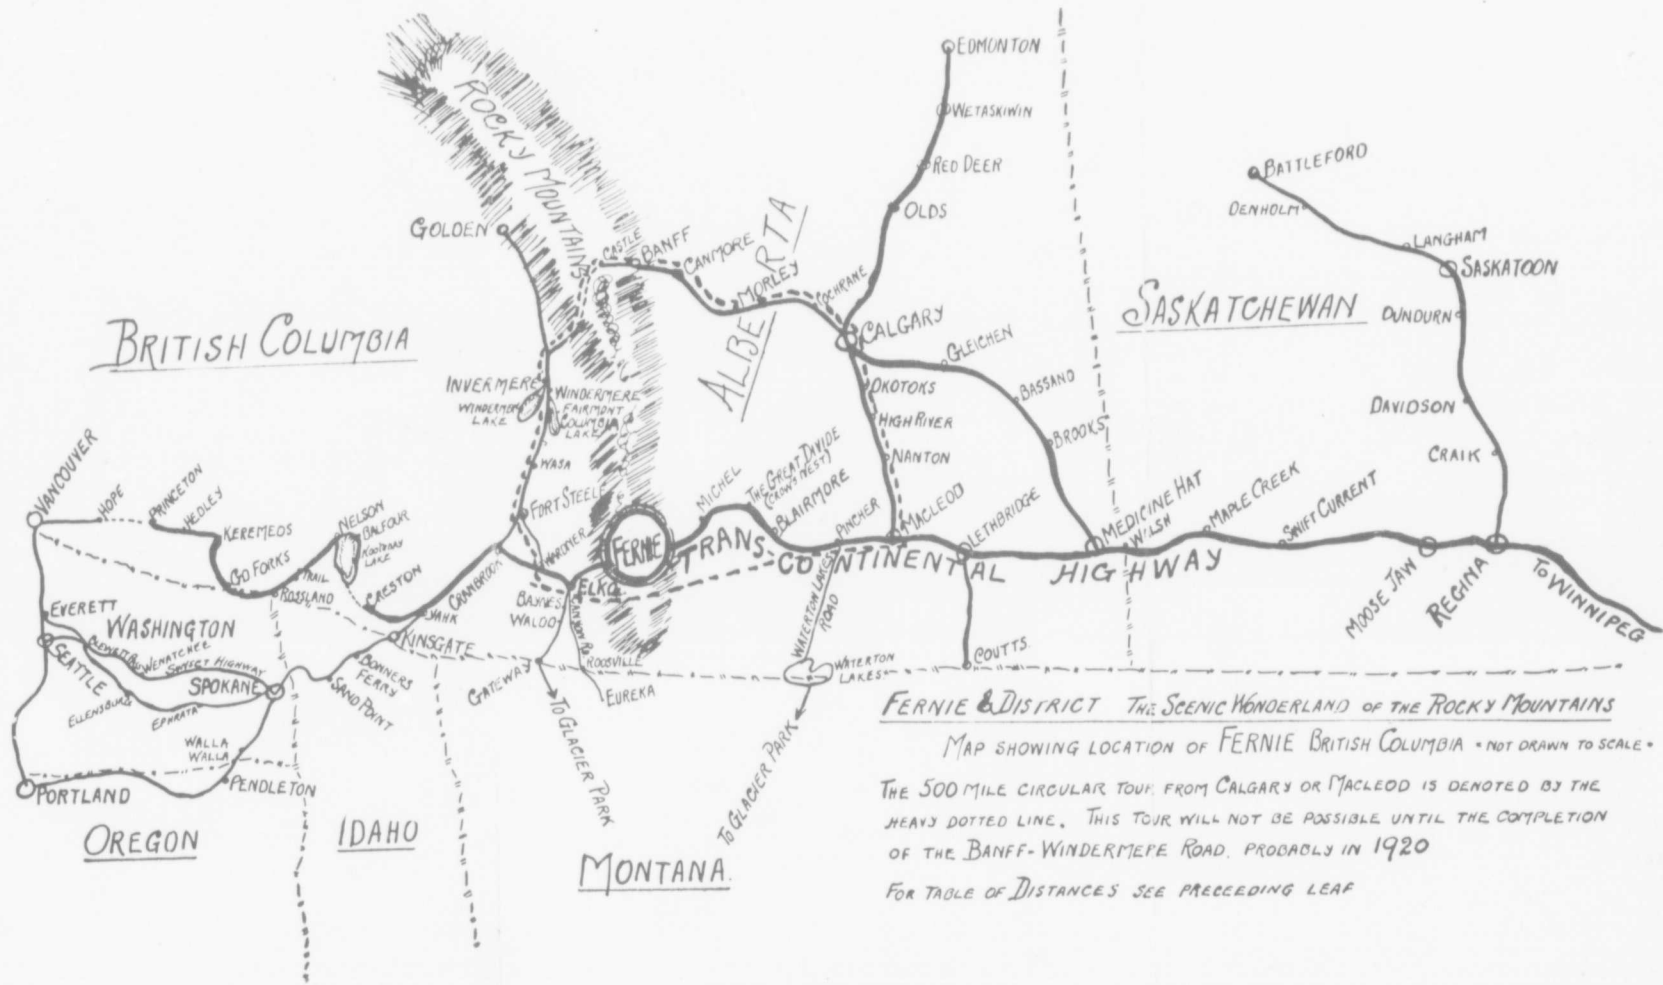 ROCKY MOUNTAINS
EDMONTON
WETASKIWIN
RED DEER
OLDS
BATTLEFORD
DENHOLM
LANGHAM
SASKATOON
DUNDURN
DAVIDSON
CRAIK
GOLDEN
CASTLE
BANFF
CANMORE
MORLEY
COCHRANE
CALGARY
ALBERTA
SASKATCHEWAN
BRITISH COLUMBIA
GLEICHEN
BASSANO
BROOKS
OKOTOKS
HIGH RIVER
NANTON
MACLEOD
INVERMERE
WINDERMERE
LAKE
WINDERMERE
FAIRMONT
COLUMBIA
LAKE
WASA
FORT STEELE
WARDNER
VANCOUVER
HOPE
PRINCETON
HEDLEY
KEREMEOS
GD FORKS
TRAIL
ROSSLAND
NELSON
BALFOUR
KOOTENAY
LAKE
CRESTON
YAHK
CRANBROOK
KINSGATE
ELKO
FERNIE
MICHEL
THE GREAT DIVIDE
(CROWS NEST)
BLAIRMORE
PINCHER
LETHBRIDGE
MEDICINE HAT
WALSH
MAPLE CREEK
SWIFT CURRENT
MOOSE JAW
REGINA
TO WINNIPEG
TRANS CONTINENTAL HIGHWAY
BAYNES
WALDO
ROOSVILLE
GATEWAY
EUREKA
WATERTON LAKES
ROAD
WATERTON
LAKES
COUTTS.
EVERETT
WASHINGTON
SEATTLE
WENATCHEE
SUNSET HIGHWAY
SPOKANE
ELLENSBURG
EPHRATA
WALLA
WALLA
PENDLETON
PORTLAND
SAND POINT
BONNERS
FERRY
TO GLACIER PARK
TO GLACIER PARK
OREGON
IDAHO
MONTANA.
FERNIE & DISTRICT THE SCENIC WONDERLAND OF THE ROCKY MOUNTAINS
MAP SHOWING LOCATION OF FERNIE BRITISH COLUMBIA • NOT DRAWN TO SCALE •
THE 500 MILE CIRCULAR TOUR FROM CALGARY OR MACLEOD IS DENOTED BY THE
HEAVY DOTTED LINE. THIS TOUR WILL NOT BE POSSIBLE UNTIL THE COMPLETION
OF THE BANFF-WINDERMERE ROAD. PROBABLY IN 1920
FOR TABLE OF DISTANCES SEE PRECEEDING LEAF